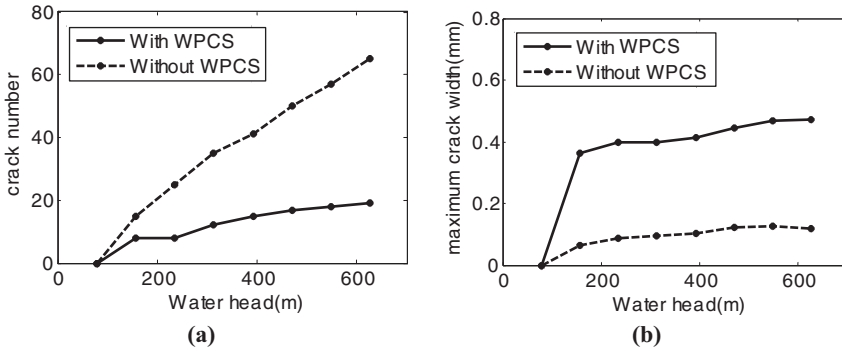 80
60
40
20
0
crack number
With WPCS
Without WPCS
0
200
400
600
Water head(m)
(a)
0.8
0.6
0.4
0.2
0
maximum crack width(mm)
With WPCS
Without WPCS
0
200
400
600
Water head(m)
(b)